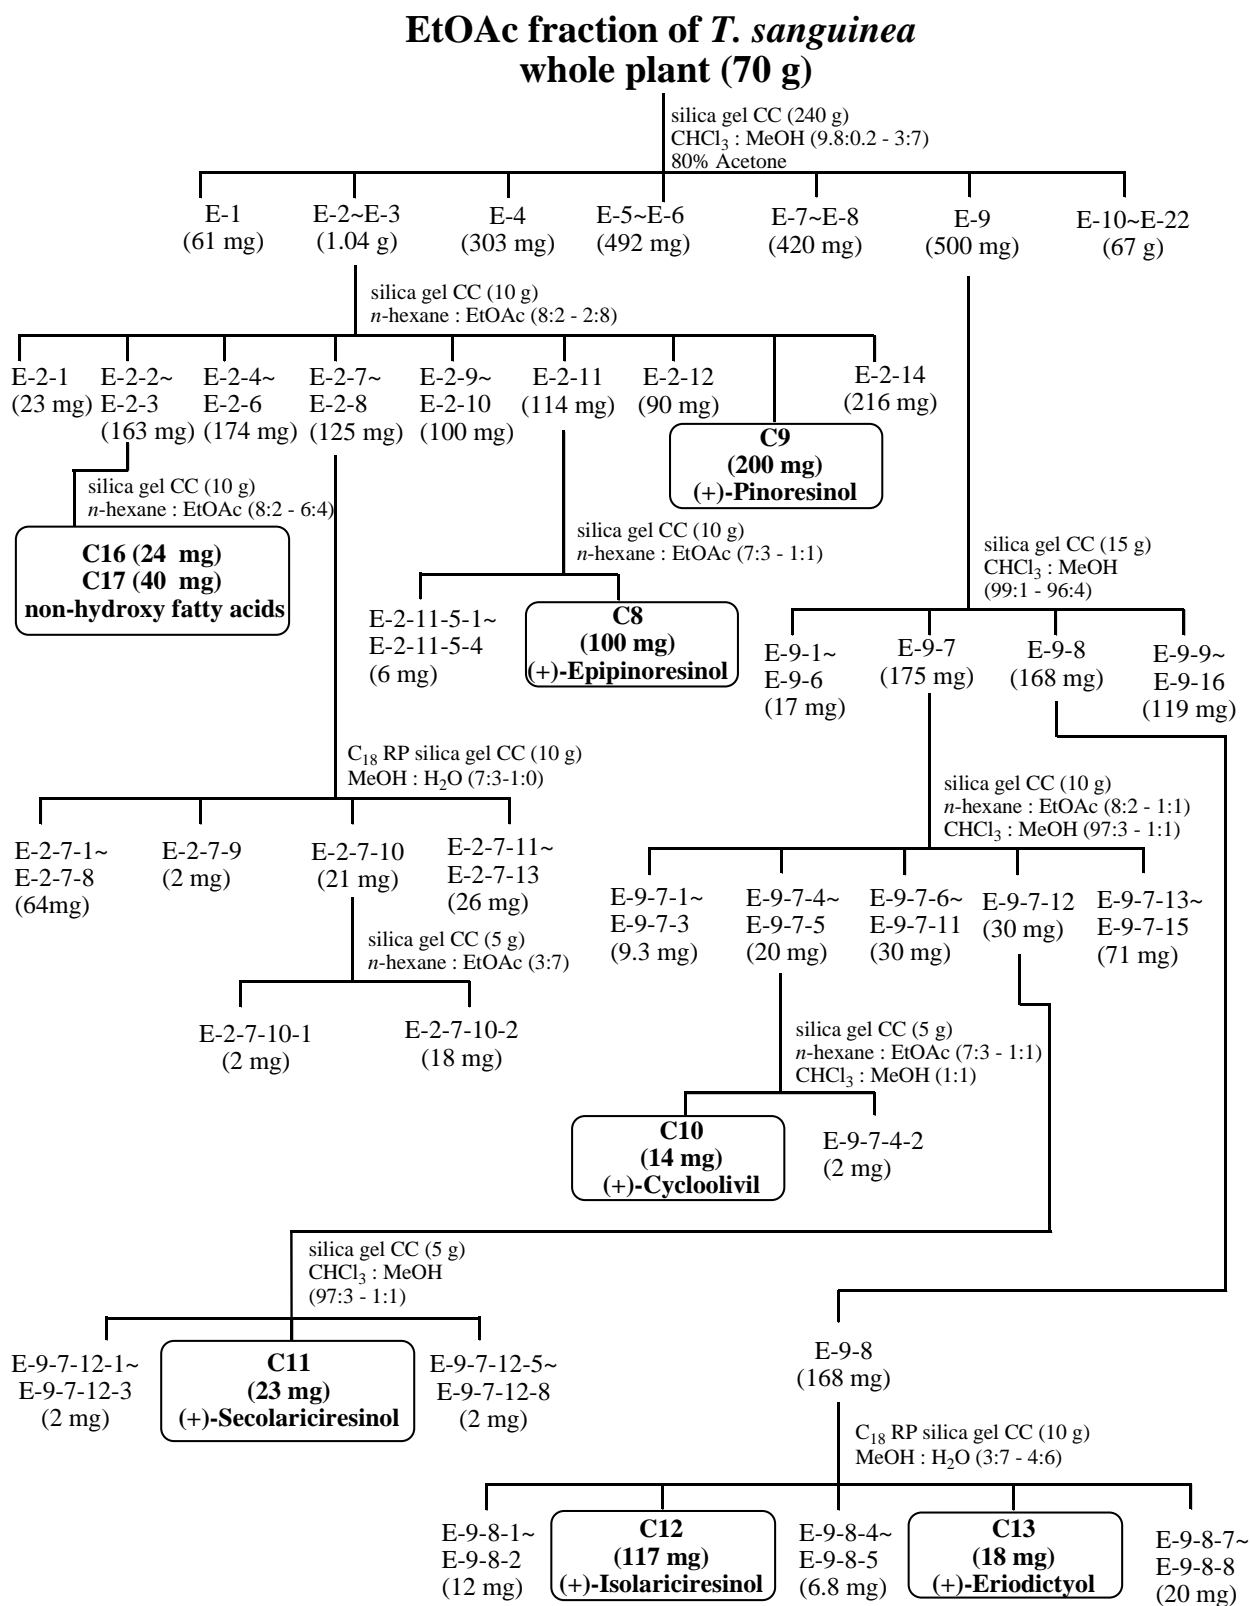 EtOAc fraction of T. sanguinea
whole plant (70 g)
silica gel CC (240 g)
CHCl₃ : MeOH (9.8:0.2 - 3:7)
80% Acetone
E-1
(61 mg)
E-2~E-3
(1.04 g)
E-4
(303 mg)
E-5~E-6
(492 mg)
E-7~E-8
(420 mg)
E-9
(500 mg)
E-10~E-22
(67 g)
silica gel CC (10 g)
n-hexane : EtOAc (8:2 - 2:8)
E-2-1
(23 mg)
E-2-2~
E-2-3
(163 mg)
E-2-4~
E-2-6
(174 mg)
E-2-7~
E-2-8
(125 mg)
E-2-9~
E-2-10
(100 mg)
E-2-11
(114 mg)
E-2-12
(90 mg)
C9
(200 mg)
(+)-Pinoresinol
E-2-14
(216 mg)
silica gel CC (10 g)
n-hexane : EtOAc (8:2 - 6:4)
C16 (24 mg)
C17 (40 mg)
non-hydroxy fatty acids
silica gel CC (10 g)
n-hexane : EtOAc (7:3 - 1:1)
E-2-11-5-1~
E-2-11-5-4
(6 mg)
C8
(100 mg)
(+)-Epipinoresinol
silica gel CC (15 g)
CHCl₃ : MeOH
(99:1 - 96:4)
E-9-1~
E-9-6
(17 mg)
E-9-7
(175 mg)
E-9-8
(168 mg)
E-9-9~
E-9-16
(119 mg)
C₁₈ RP silica gel CC (10 g)
MeOH : H₂O (7:3-1:0)
E-2-7-1~
E-2-7-8
(64mg)
E-2-7-9
(2 mg)
E-2-7-10
(21 mg)
E-2-7-11~
E-2-7-13
(26 mg)
silica gel CC (5 g)
n-hexane : EtOAc (3:7)
E-2-7-10-1
(2 mg)
E-2-7-10-2
(18 mg)
silica gel CC (10 g)
n-hexane : EtOAc (8:2 - 1:1)
CHCl₃ : MeOH (97:3 - 1:1)
E-9-7-1~
E-9-7-3
(9.3 mg)
E-9-7-4~
E-9-7-5
(20 mg)
E-9-7-6~
E-9-7-11
(30 mg)
E-9-7-12
(30 mg)
E-9-7-13~
E-9-7-15
(71 mg)
silica gel CC (5 g)
n-hexane : EtOAc (7:3 - 1:1)
CHCl₃ : MeOH (1:1)
C10
(14 mg)
(+)-Cycloolivil
E-9-7-4-2
(2 mg)
silica gel CC (5 g)
CHCl₃ : MeOH
(97:3 - 1:1)
E-9-7-12-1~
E-9-7-12-3
(2 mg)
C11
(23 mg)
(+)-Secolariciresinol
E-9-7-12-5~
E-9-7-12-8
(2 mg)
E-9-8
(168 mg)
C₁₈ RP silica gel CC (10 g)
MeOH : H₂O (3:7 - 4:6)
E-9-8-1~
E-9-8-2
(12 mg)
C12
(117 mg)
(+)-Isolariciresinol
E-9-8-4~
E-9-8-5
(6.8 mg)
C13
(18 mg)
(+)-Eriodictyol
E-9-8-7~
E-9-8-8
(20 mg)